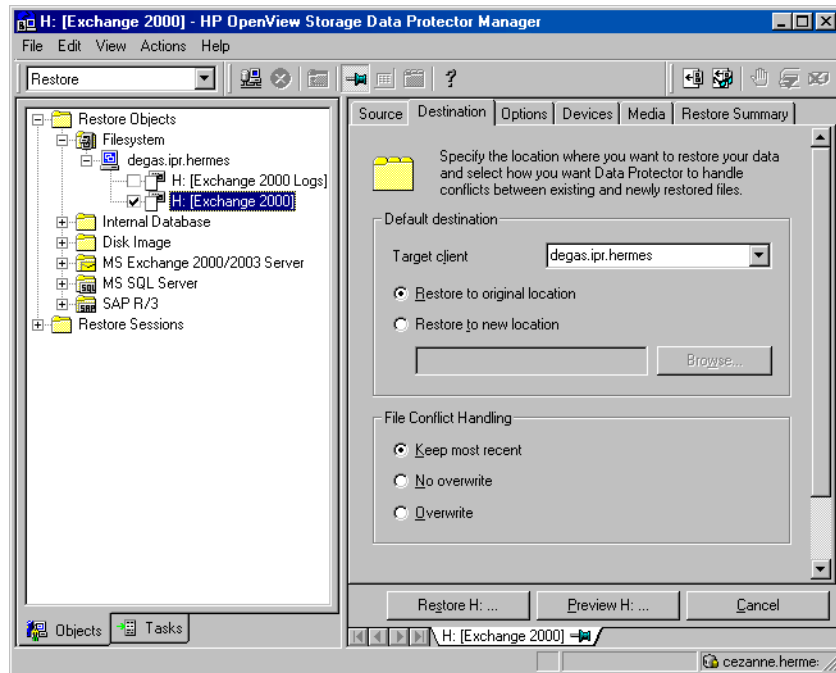 H: [Exchange 2000] - HP OpenView Storage Data Protector Manager
File Edit View Actions Help
Restore
Restore Objects
Filesystem
degas.ipr.hermes
H: [Exchange 2000 Logs]
H: [Exchange 2000]
Internal Database
Disk Image
MS Exchange 2000/2003 Server
MS SQL Server
SAP R/3
Restore Sessions
Objects Tasks
Source Destination Options Devices Media Restore Summary
Specify the location where you want to restore your data
and select how you want Data Protector to handle
conflicts between existing and newly restored files.
Default destination
Target client degas.ipr.hermes
Restore to original location
Restore to new location
Browse...
File Conflict Handling
Keep most recent
No overwrite
Overwrite
Restore H: ... Preview H: ... Cancel
H: [Exchange 2000]
cezanne.herme: